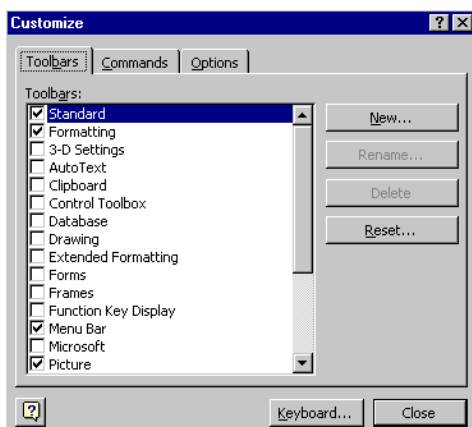 Customize
Toolbars Commands Options
Toolbars:
Standard
Formatting
3-D Settings
AutoText
Clipboard
Control Toolbox
Database
Drawing
Extended Formatting
Forms
Frames
Function Key Display
Menu Bar
Microsoft
Picture
New...
Rename...
Delete
Reset...
Keyboard... Close